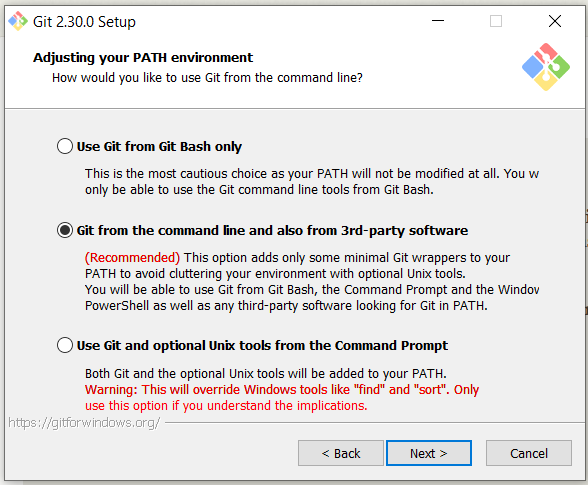 Git 2.30.0 Setup
Adjusting your PATH environment
How would you like to use Git from the command line?
Use Git from Git Bash only
This is the most cautious choice as your PATH will not be modified at all. You w
only be able to use the Git command line tools from Git Bash.
Git from the command line and also from 3rd-party software
(Recommended) This option adds only some minimal Git wrappers to your
PATH to avoid cluttering your environment with optional Unix tools.
You will be able to use Git from Git Bash, the Command Prompt and the Window
PowerShell as well as any third-party software looking for Git in PATH.
Use Git and optional Unix tools from the Command Prompt
Both Git and the optional Unix tools will be added to your PATH.
Warning: This will override Windows tools like "find" and "sort". Only
use this option if you understand the implications.
https://gitforwindows.org/
< Back Next > Cancel